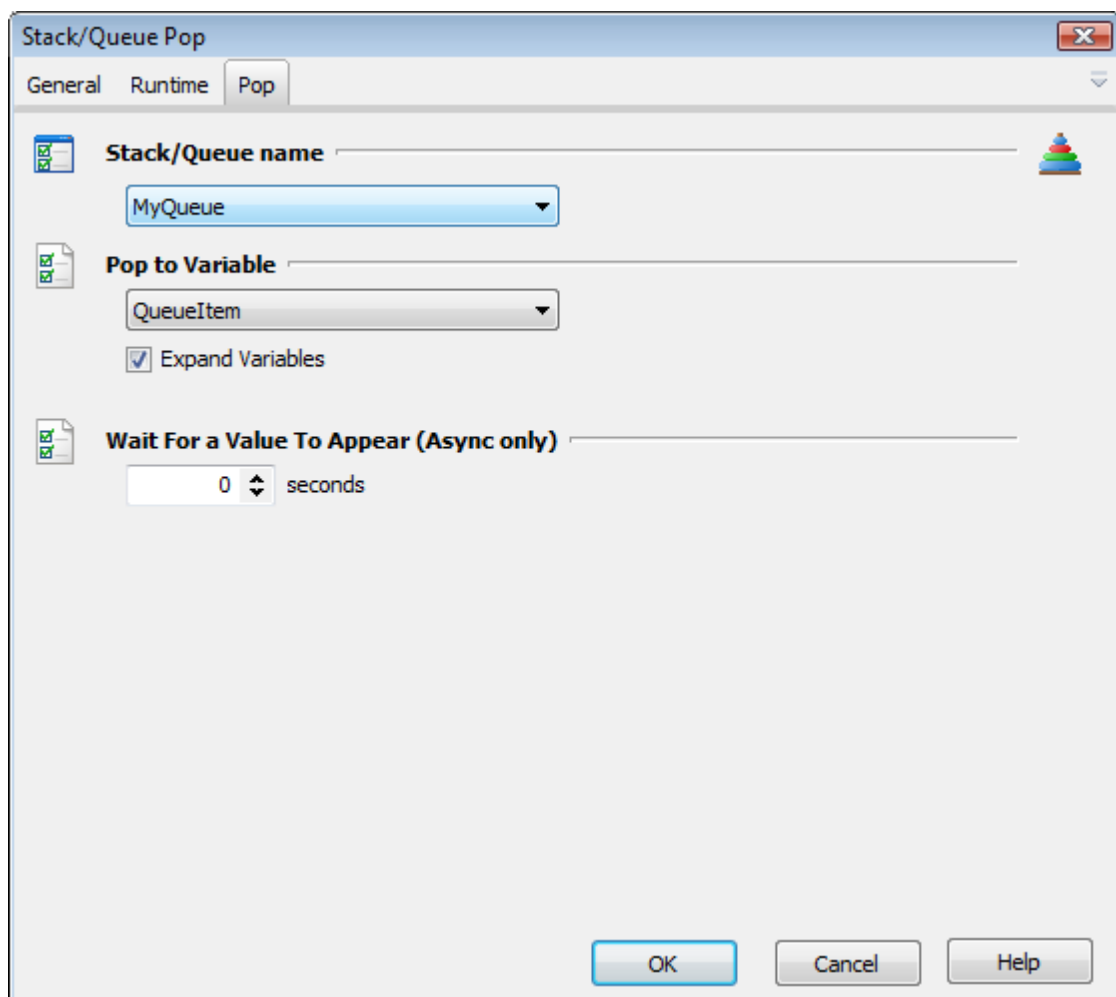 Stack/Queue Pop
General Runtime Pop
Stack/Queue name
MyQueue
Pop to Variable
QueueItem
Expand Variables
Wait For a Value To Appear (Async only)
0 seconds
OK Cancel Help